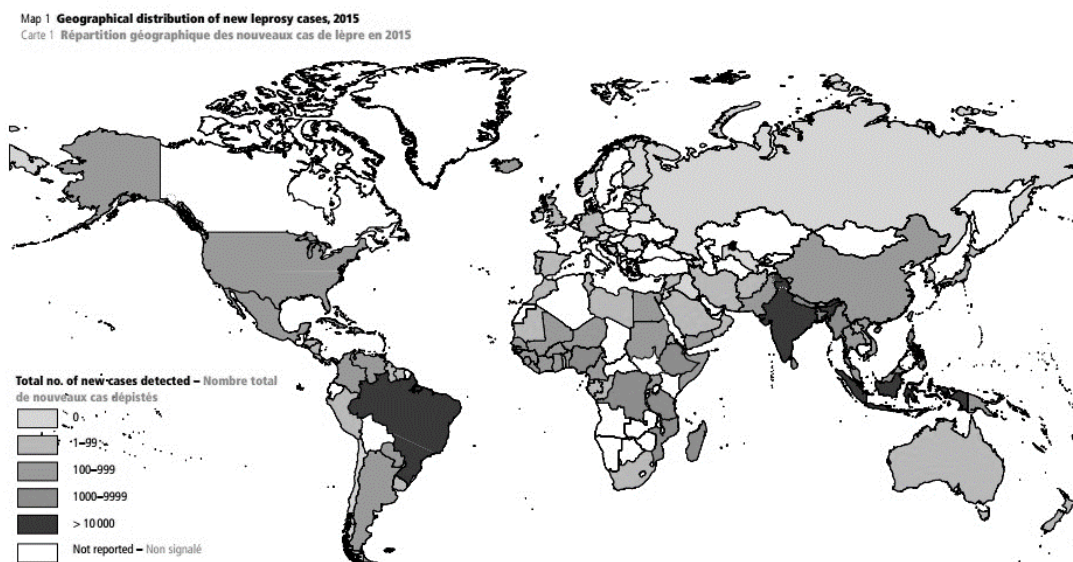 Map 1 Geographical distribution of new leprosy cases, 2015
Carte 1 Répartition géographique des nouveaux cas de lèpre en 2015
Total no. of new cases detected – Nombre total
de nouveaux cas dépistés
0
1–99
100–999
1000–9999
> 10 000
Not reported – Non signalé